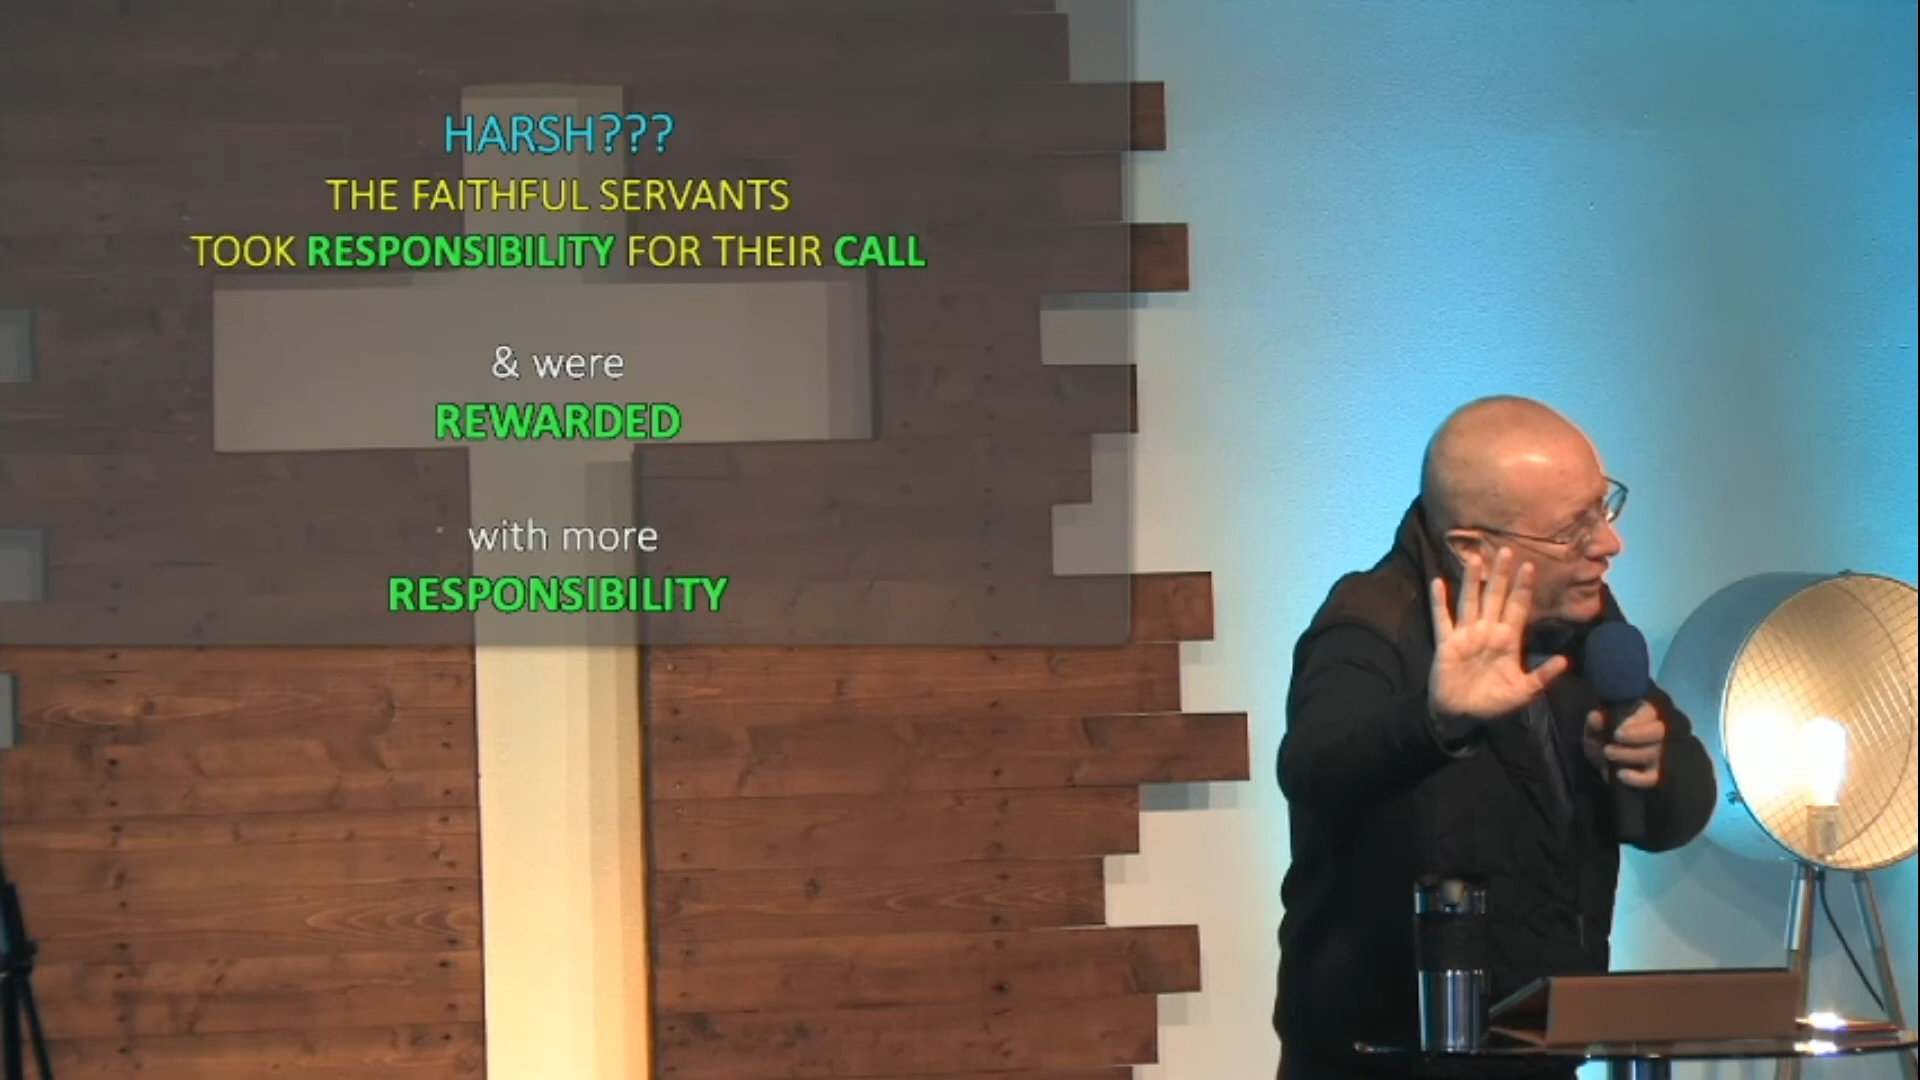 HARSH???
THE FAITHFUL SERVANTS
TOOK RESPONSIBILITY FOR THEIR CALL
& were
REWARDED
with more
RESPONSIBILITY